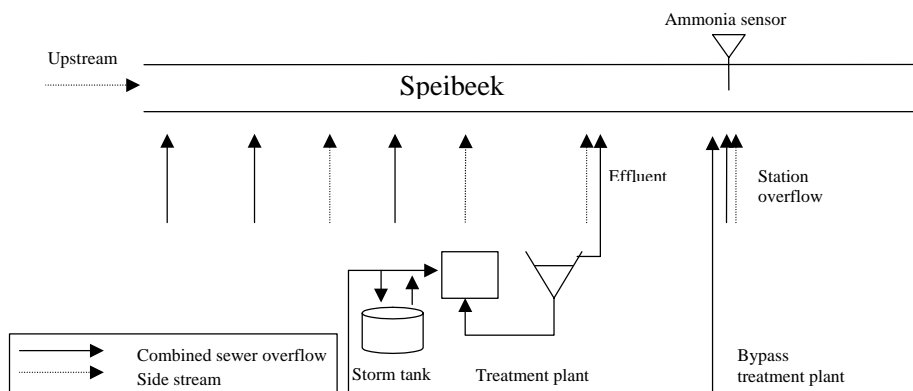 Ammonia sensor
Upstream
Speibeek
Effluent
Station
overflow
Combined sewer overflow
Side stream
Storm tank
Treatment plant
Bypass
treatment plant